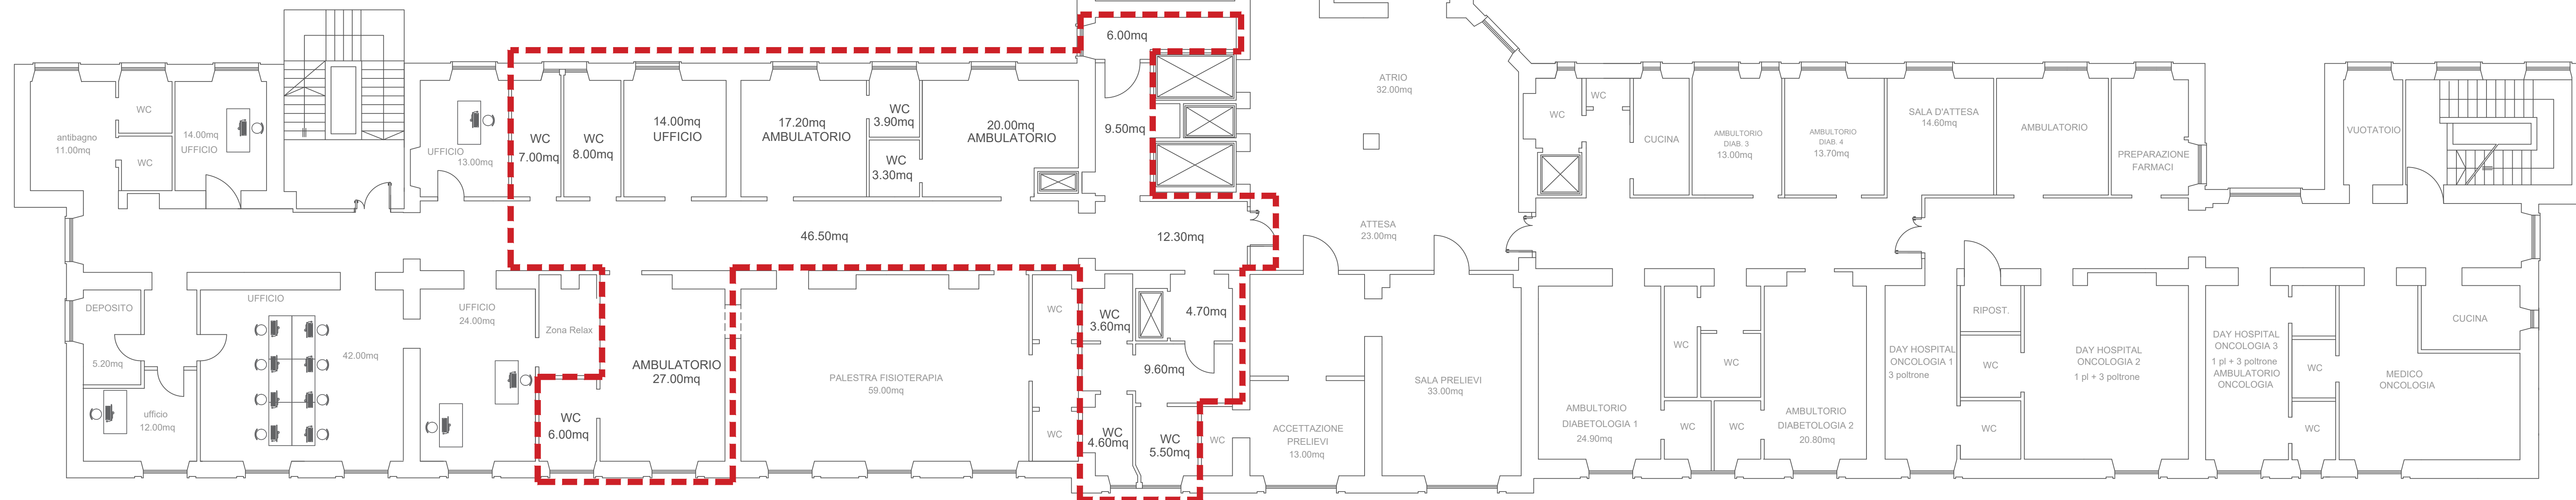 6.00mq
antibagno
11.00mq
WC
WC
14.00mq
UFFICIO
UFFICIO
13.00mq
WC
7.00mq
WC
8.00mq
14.00mq
UFFICIO
17.20mq
AMBULATORIO
WC
3.90mq
WC
3.30mq
20.00mq
AMBULATORIO
9.50mq
ATRIO
32.00mq
WC
WC
CUCINA
AMBULTORIO
DIAB. 3
13.00mq
AMBULTORIO
DIAB. 4
13.70mq
SALA D'ATTESA
14.60mq
AMBULATORIO
PREPARAZIONE
FARMACI
VUOTATOIO
46.50mq
12.30mq
ATTESA
23.00mq
DEPOSITO
5.20mq
ufficio
12.00mq
UFFICIO
42.00mq
UFFICIO
24.00mq
Zona Relax
WC
6.00mq
AMBULATORIO
27.00mq
PALESTRA FISIOTERAPIA
59.00mq
WC
WC
WC
3.60mq
4.70mq
9.60mq
WC
4.60mq
WC
5.50mq
WC
ACCETTAZIONE
PRELIEVI
13.00mq
SALA PRELIEVI
33.00mq
AMBULTORIO
DIABETOLOGIA 1
24.90mq
WC
WC
WC
WC
AMBULTORIO
DIABETOLOGIA 2
20.80mq
DAY HOSPITAL
ONCOLOGIA 1
3 poltrone
RIPOST.
WC
WC
DAY HOSPITAL
ONCOLOGIA 2
1 pl + 3 poltrone
DAY HOSPITAL
ONCOLOGIA 3
1 pl + 3 poltrone
AMBULATORIO
ONCOLOGIA
WC
WC
MEDICO
ONCOLOGIA
CUCINA